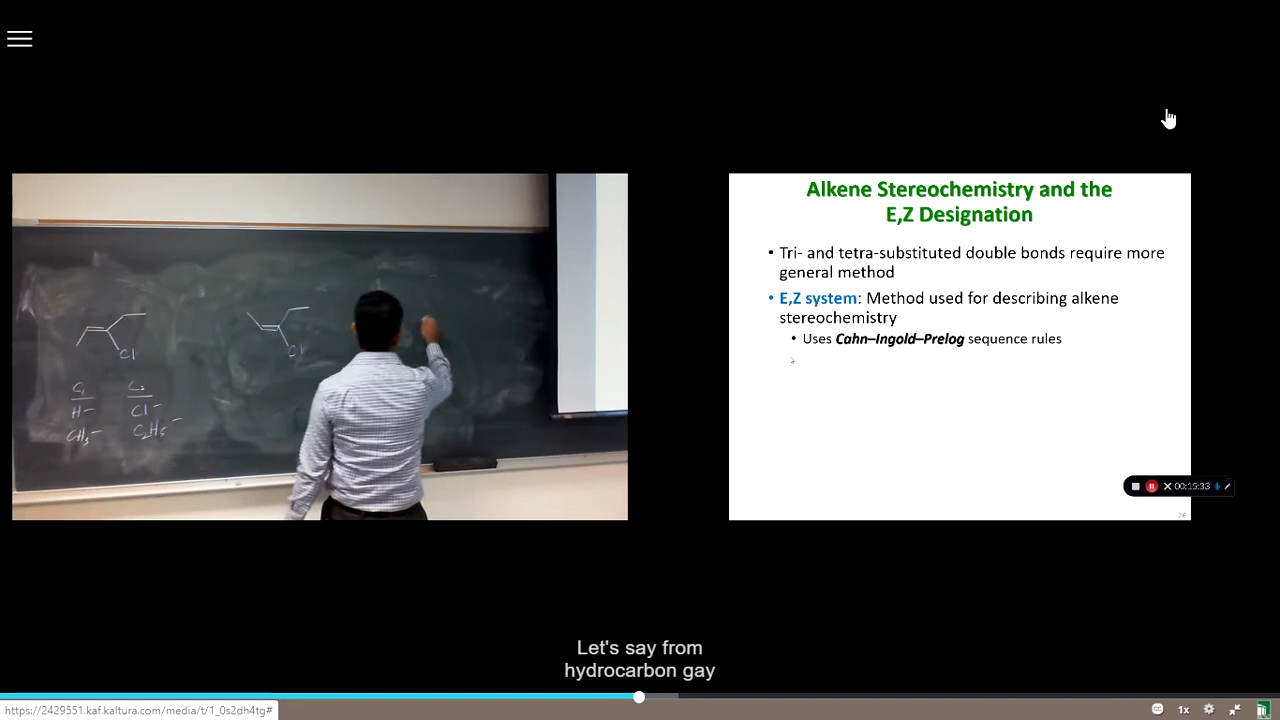 Alkene Stereochemistry and the
E,Z Designation
• Tri- and tetra-substituted double bonds require more
general method
• E,Z system: Method used for describing alkene
stereochemistry
• Uses Cahn–Ingold–Prelog sequence rules
00:15:33
26
Cl
Cl
C₁ C₂
H– Cl–
CH₃– C₂H₅–
Let's say from
hydrocarbon gay
https://2429551.kaf.kaltura.com/media/t/1_0s2dh4tg#
1x